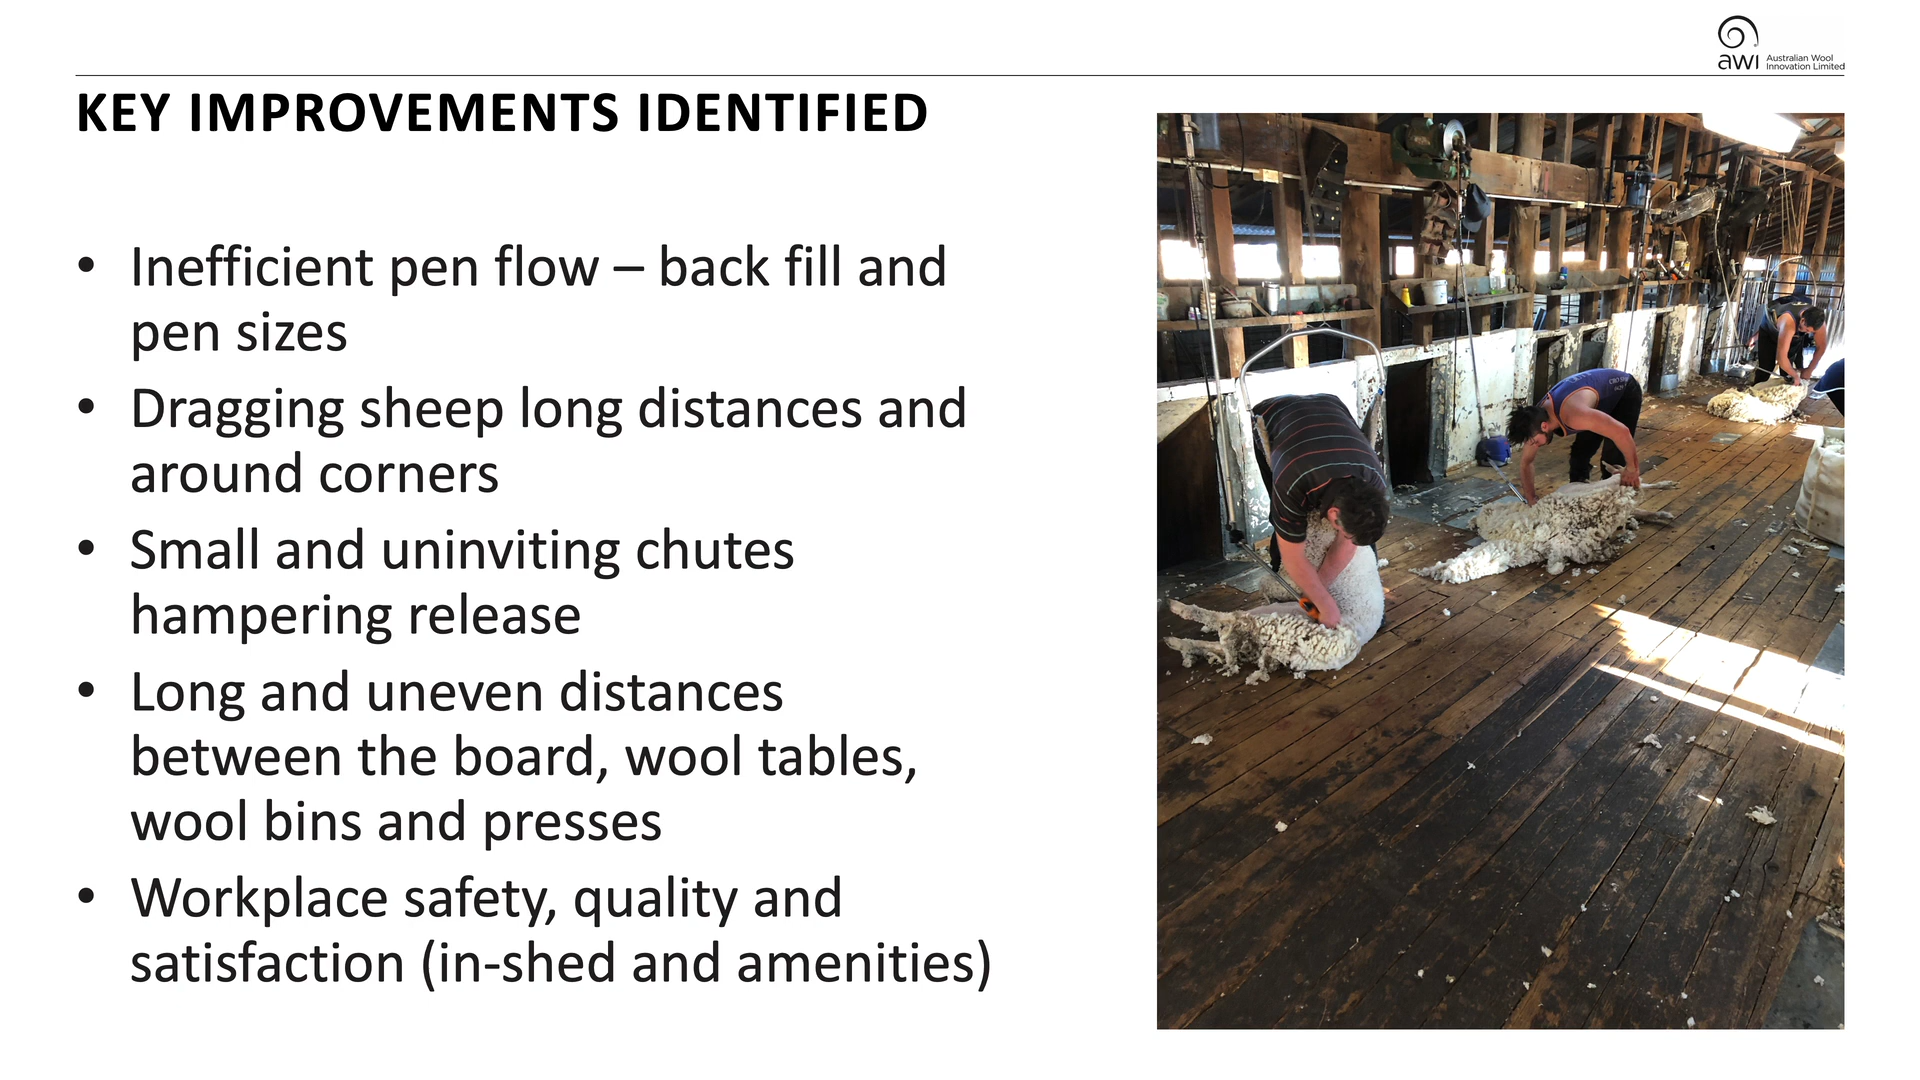 awi Australian Wool
Innovation Limited
KEY IMPROVEMENTS IDENTIFIED
• Inefficient pen flow – back fill and
pen sizes
• Dragging sheep long distances and
around corners
• Small and uninviting chutes
hampering release
• Long and uneven distances
between the board, wool tables,
wool bins and presses
• Workplace safety, quality and
satisfaction (in-shed and amenities)